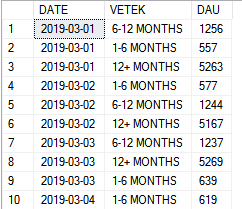 DATE VETEK DAU
1 2019-03-01 6-12 MONTHS 1256
2 2019-03-01 1-6 MONTHS 557
3 2019-03-01 12+ MONTHS 5263
4 2019-03-02 1-6 MONTHS 577
5 2019-03-02 6-12 MONTHS 1244
6 2019-03-02 12+ MONTHS 5167
7 2019-03-03 6-12 MONTHS 1237
8 2019-03-03 12+ MONTHS 5269
9 2019-03-03 1-6 MONTHS 639
10 2019-03-04 1-6 MONTHS 619